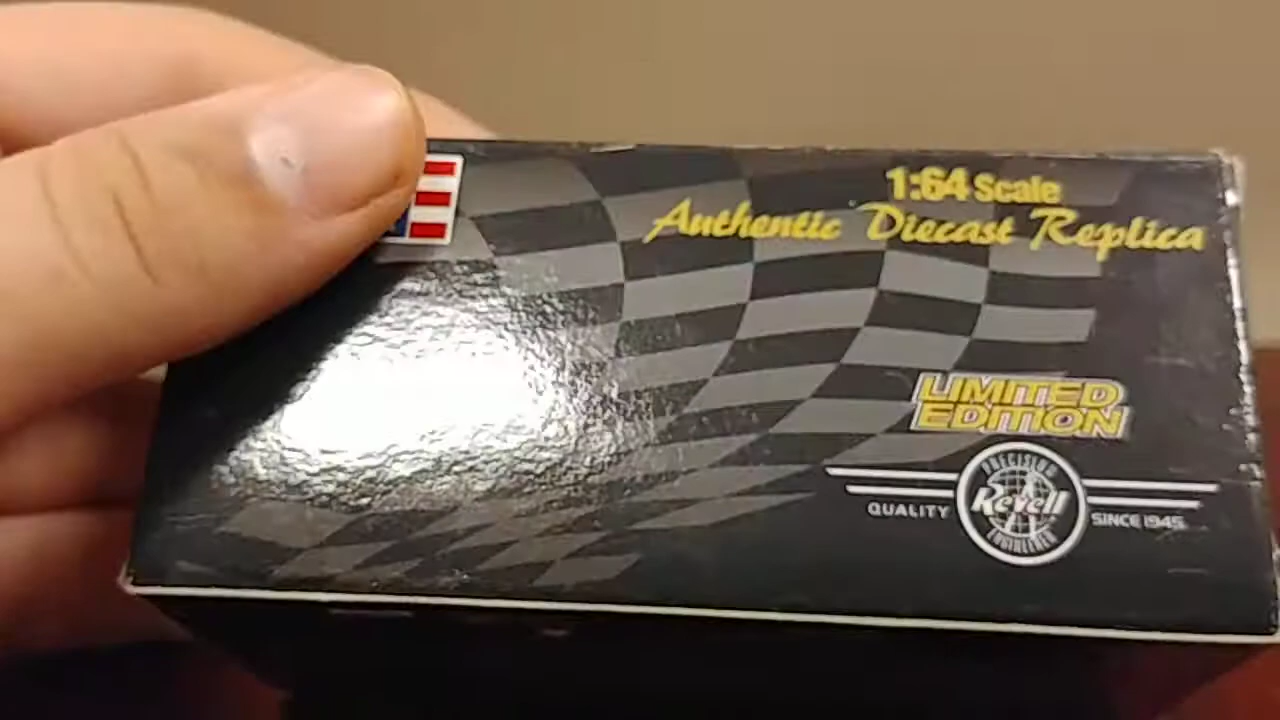 1:64 Scale
Authentic Diecast Replica
LIMITED
EDITION
PRECISION
Revell
ENGINEERED
QUALITY
SINCE 1945